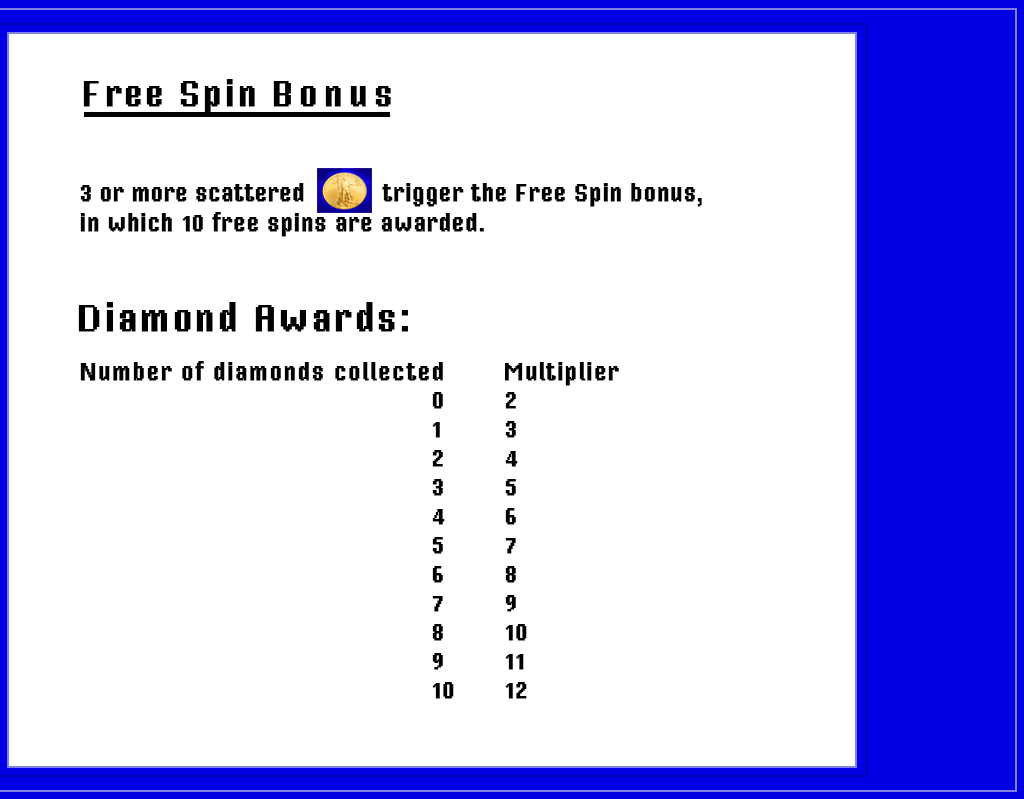 Free Spin Bonus
3 or more scattered trigger the Free Spin bonus,
in which 10 free spins are awarded.
Diamond Awards:
Number of diamonds collected Multiplier
0 2
1 3
2 4
3 5
4 6
5 7
6 8
7 9
8 10
9 11
10 12